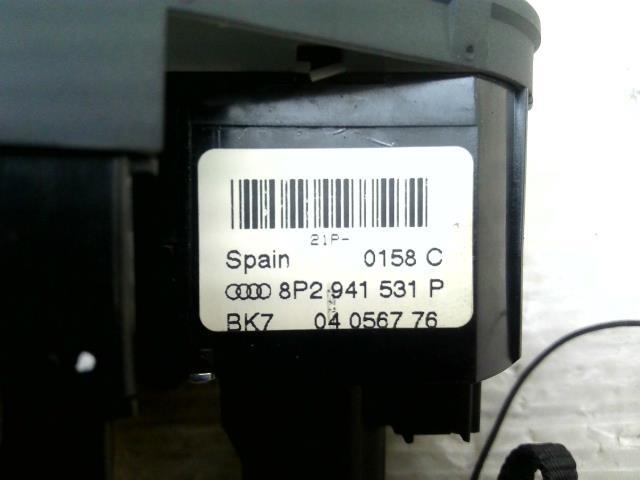 21P-
Spain 0158 C
8P2 941 531 P
BK7 04 0567 76